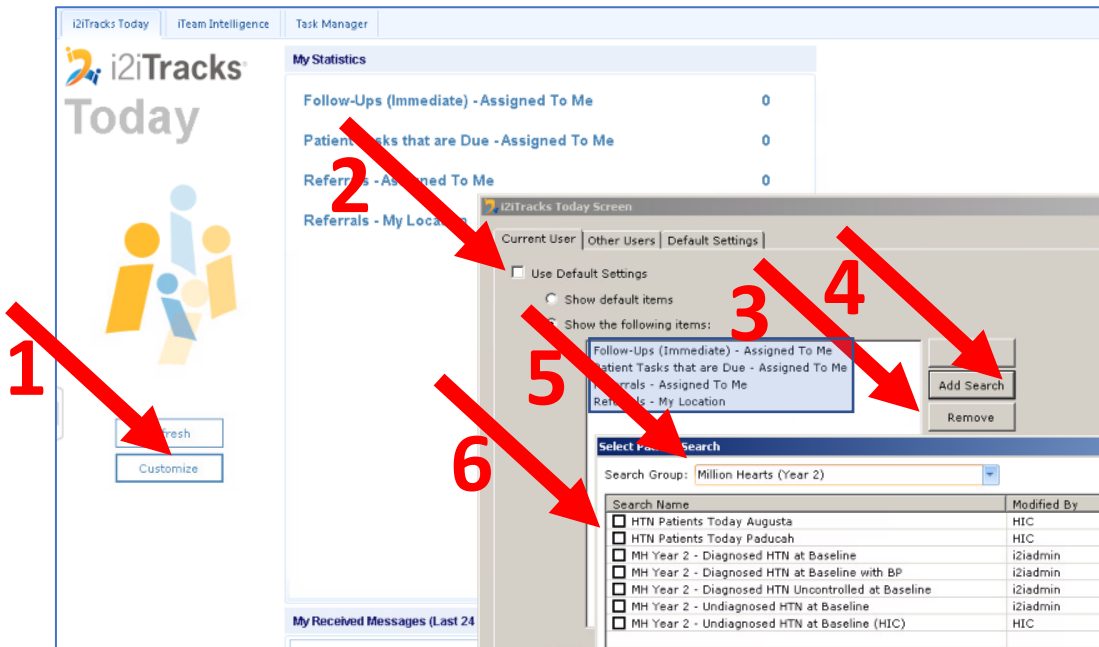 i2iTracks Today iTeam Intelligence Task Manager
i2iTracks
Today
Refresh
Customize
My Statistics
Follow-Ups (Immediate) - Assigned To Me 0
Patient Tasks that are Due - Assigned To Me 0
Referrals - Assigned To Me 0
Referrals - My Location
My Received Messages (Last 24
1
2
3
4
5
6
i2iTracks Today Screen
Current User Other Users Default Settings
Use Default Settings
Show default items
Show the following items:
Follow-Ups (Immediate) - Assigned To Me
Patient Tasks that are Due - Assigned To Me
Referrals - Assigned To Me
Referrals - My Location
Add Search
Remove
Select Patient Search
Search Group: Million Hearts (Year 2)
Search Name Modified By
HTN Patients Today Augusta HIC
HTN Patients Today Paducah HIC
MH Year 2 - Diagnosed HTN at Baseline i2iadmin
MH Year 2 - Diagnosed HTN at Baseline with BP i2iadmin
MH Year 2 - Diagnosed HTN Uncontrolled at Baseline i2iadmin
MH Year 2 - Undiagnosed HTN at Baseline i2iadmin
MH Year 2 - Undiagnosed HTN at Baseline (HIC) HIC